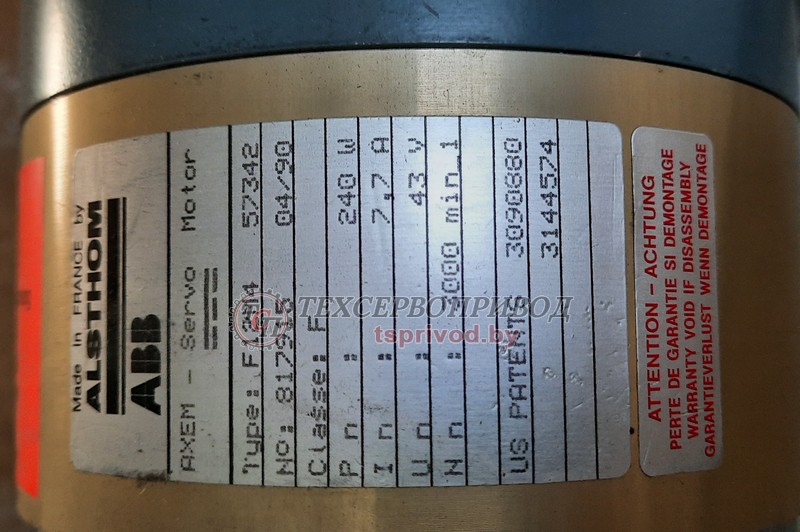 Made in FRANCE by
ALSTHOM
ABB
AXEM - Servo Motor
Type: 57342
NO: 04/90
Classe: F
P n : 240 W
I n : 7,7 A
U n : 43 V
N n : min_1
US PATENTS 3090880
3144574
ATTENTION - ACHTUNG
PERTE DE GARANTIE SI DEMONTAGE
WARRANTY VOID IF DISASSEMBLY
GARANTIEVERLUST WENN DEMONTAGE
ТЕХСЕРВОПРИВОД
tsprivod.by